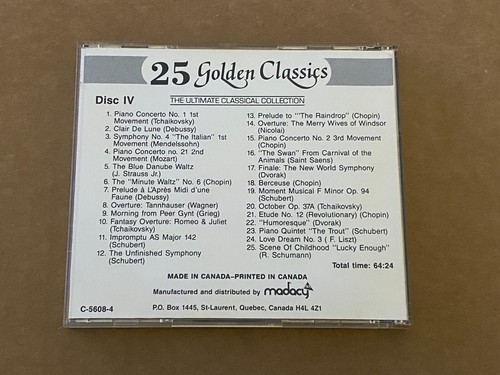 25 Golden Classics
Disc IV
THE ULTIMATE CLASSICAL COLLECTION
1. Piano Concerto No. 1 1st
Movement (Tchaikovsky)
2. Clair De Lune (Debussy)
3. Symphony No. 4 "The Italian" 1st
Movement (Mendelssohn)
4. Piano concerto no. 21 2nd
Movement (Mozart)
5. The Blue Danube Waltz
(J. Strauss Jr.)
6. The "Minute Waltz" No. 6 (Chopin)
7. Prelude à L'Après Midi d'une
Faune (Debussy)
8. Overture: Tannhauser (Wagner)
9. Morning from Peer Gynt (Grieg)
10. Fantasy Overture: Romeo & Juliet
(Tchaikovsky)
11. Impromptu AS Major 142
(Schubert)
12. The Unfinished Symphony
(Schubert)
13. Prelude to "'The Raindrop" (Chopin)
14. Overture: The Merry Wives of Windsor
(Nicolai)
15. Piano Concerto No. 2 3rd Movement
(Chopin)
16. "The Swan" From Carnival of the
Animals (Saint Saens)
17. Finale: The New World Symphony
(Dvorak)
18. Berceuse (Chopin)
19. Moment Musical F Minor Op. 94
(Schubert)
20. October Op. 37A (Tchaikovsky)
21. Etude No. 12 (Revolutionary) (Chopin)
22. "Humoresque" (Dvorak)
23. Piano Quintet "The Trout" (Schubert)
24. Love Dream No. 3 ( F. Liszt)
25. Scene Of Childhood "Lucky Enough"
(R. Schumann)
Total time: 64:24
MADE IN CANADA–PRINTED IN CANADA
Manufactured and distributed by madacy
C-5608-4
P.O. Box 1445, St-Laurent, Quebec, Canada H4L 4Z1